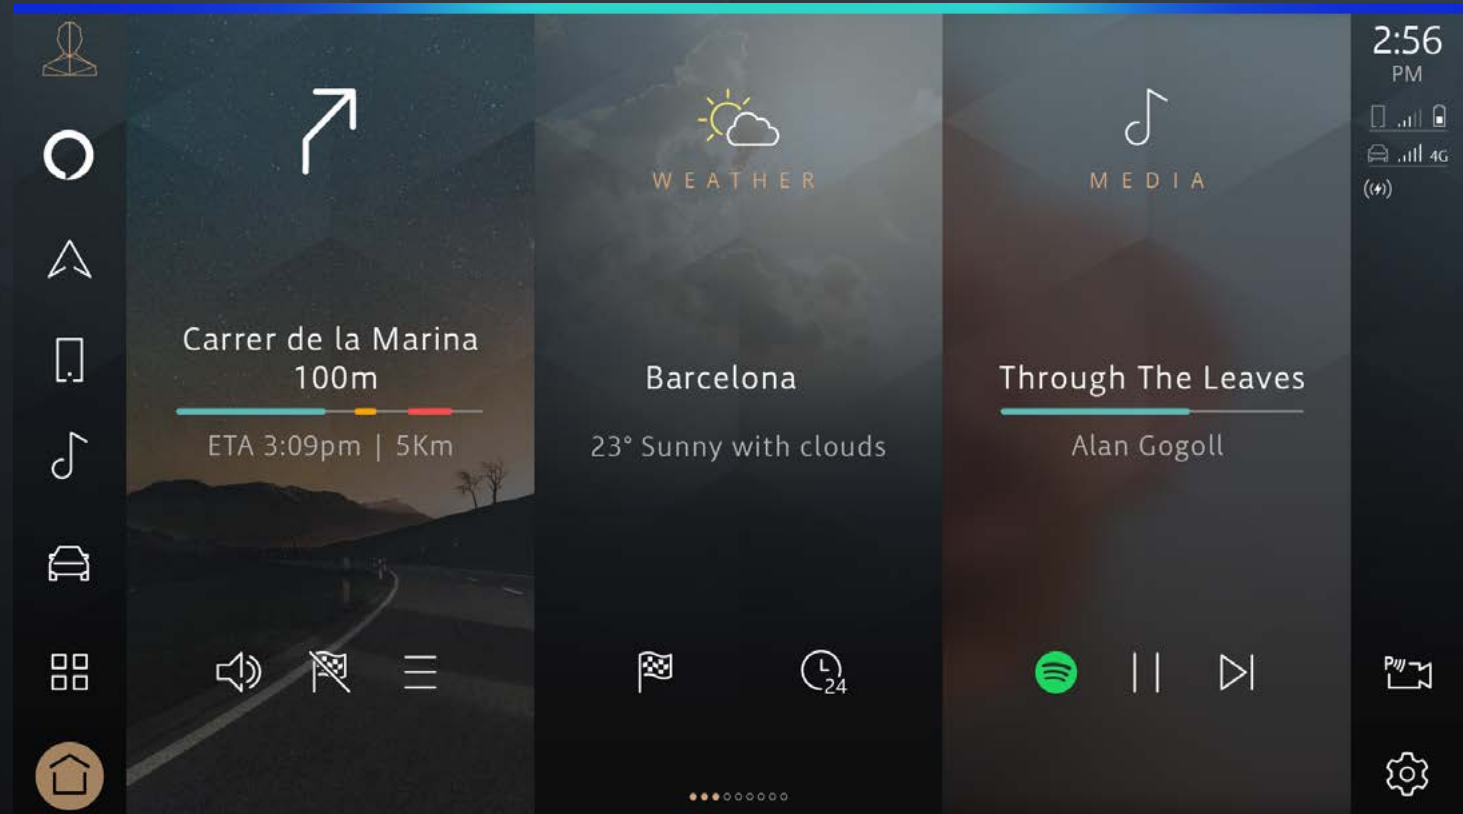 2:56
PM
4G
Carrer de la Marina
100m
ETA 3:09pm | 5Km
WEATHER
Barcelona
23° Sunny with clouds
24
MEDIA
Through The Leaves
Alan Gogoll
P